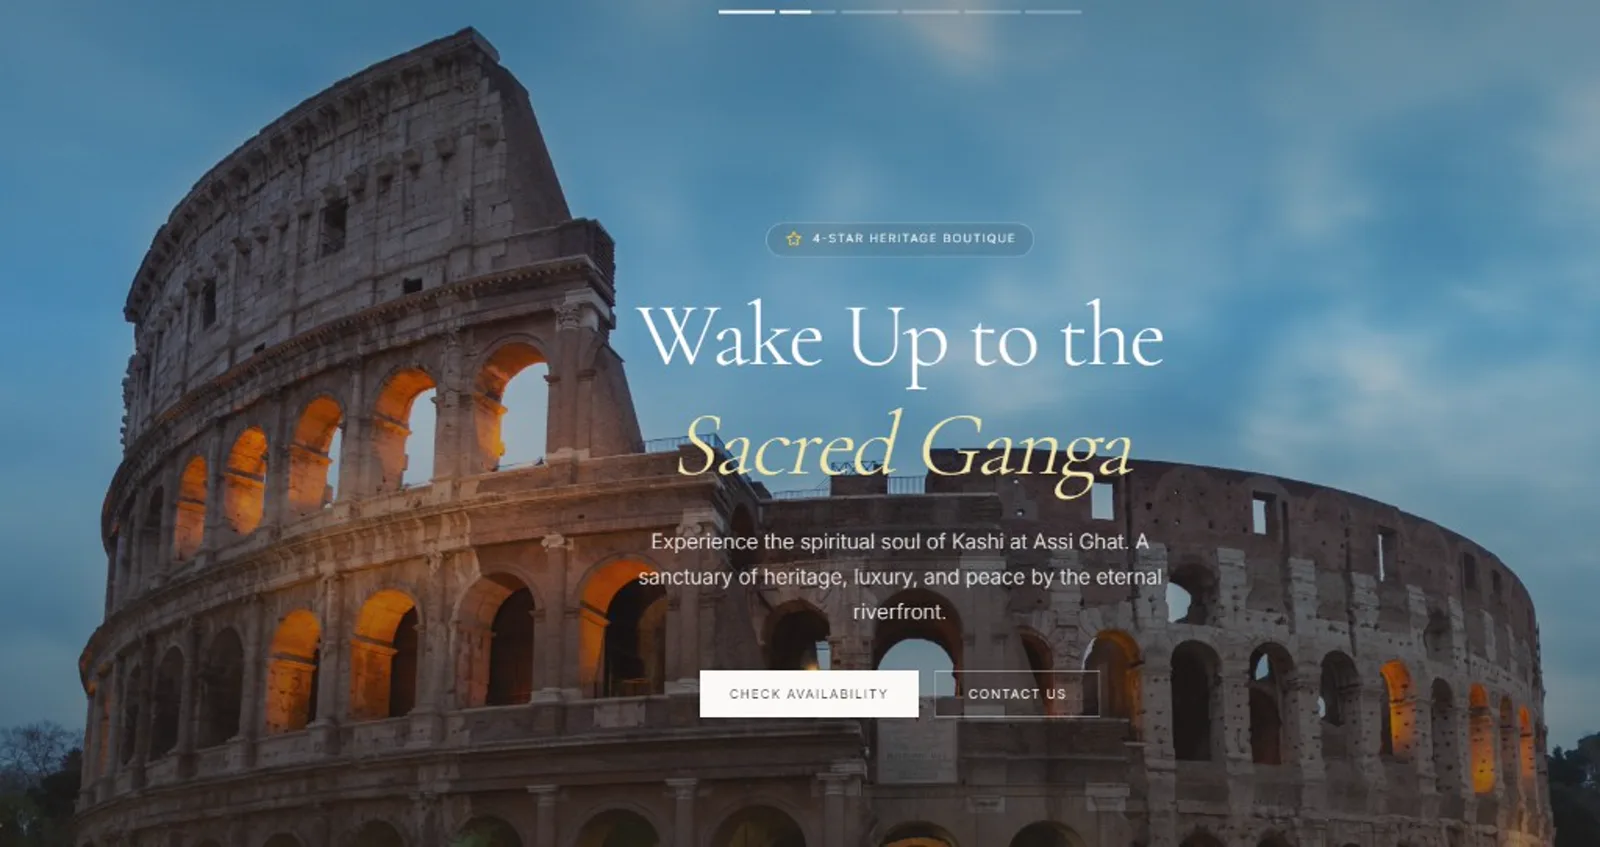 4-STAR HERITAGE BOUTIQUE
Wake Up to the
Sacred Ganga
Experience the spiritual soul of Kashi at Assi Ghat. A
sanctuary of heritage, luxury, and peace by the eternal
riverfront.
CHECK AVAILABILITY
CONTACT US